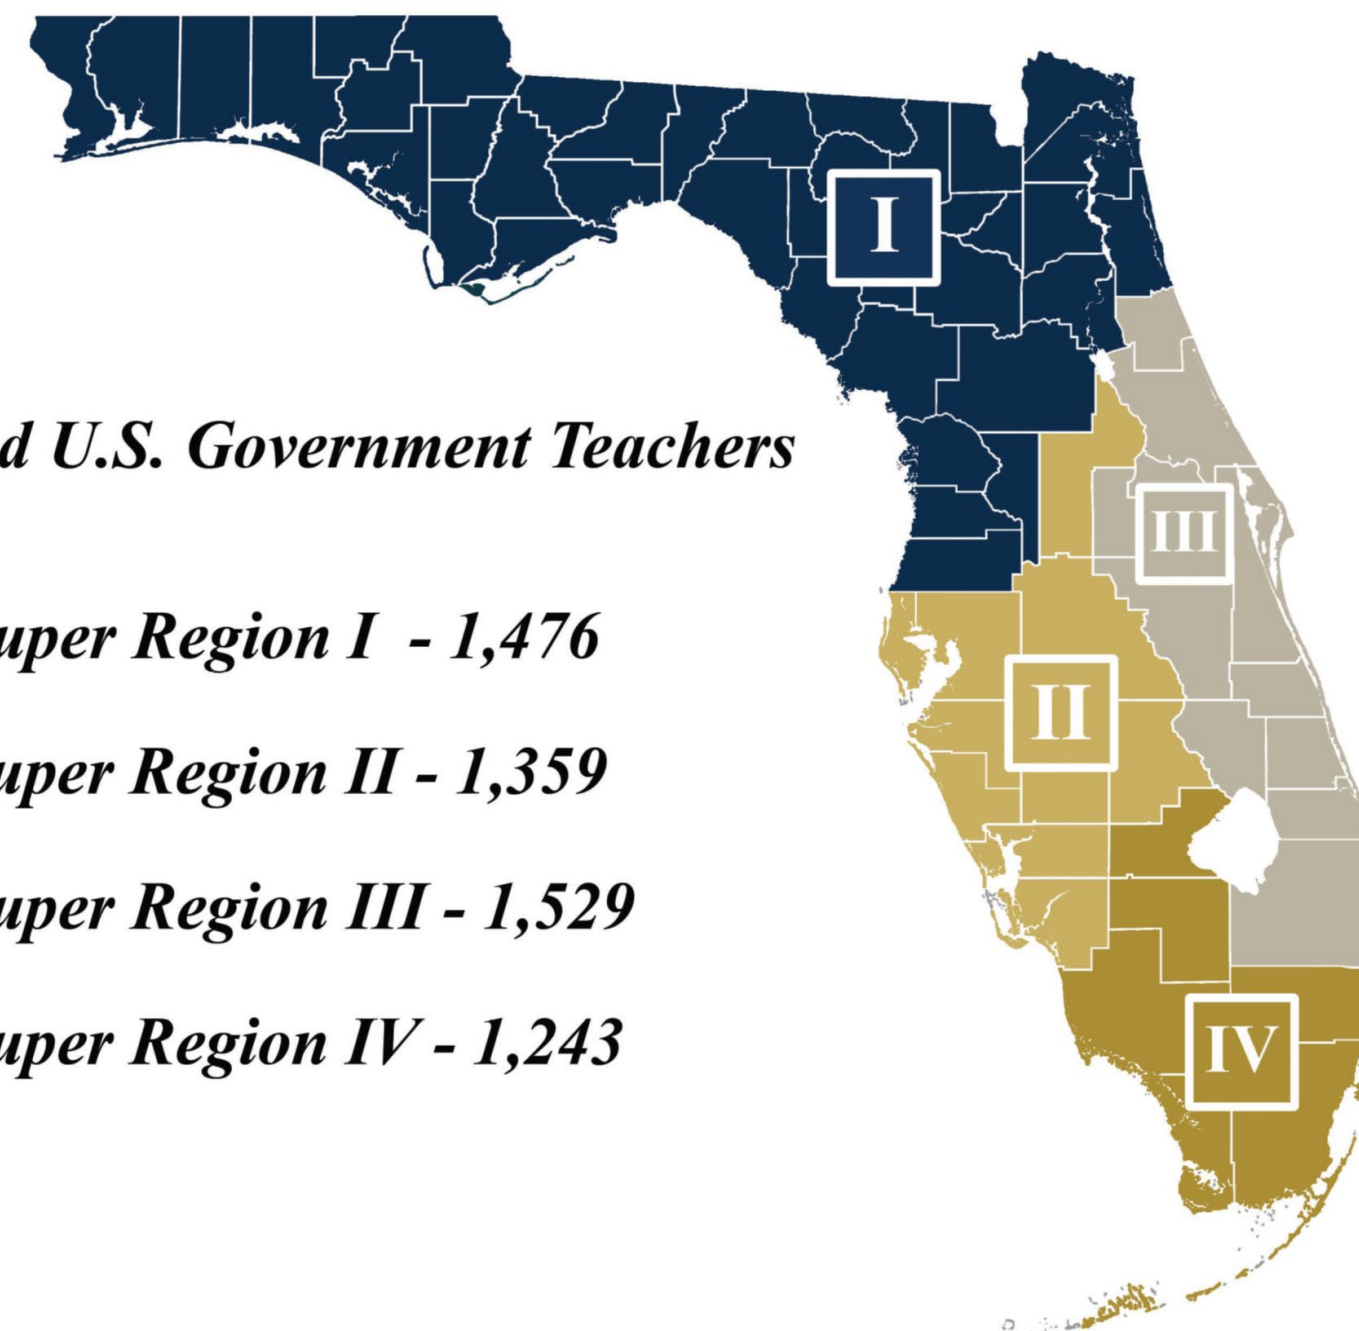 d U.S. Government Teachers
uper Region I - 1,476
uper Region II - 1,359
uper Region III - 1,529
uper Region IV - 1,243
I
III
II
IV